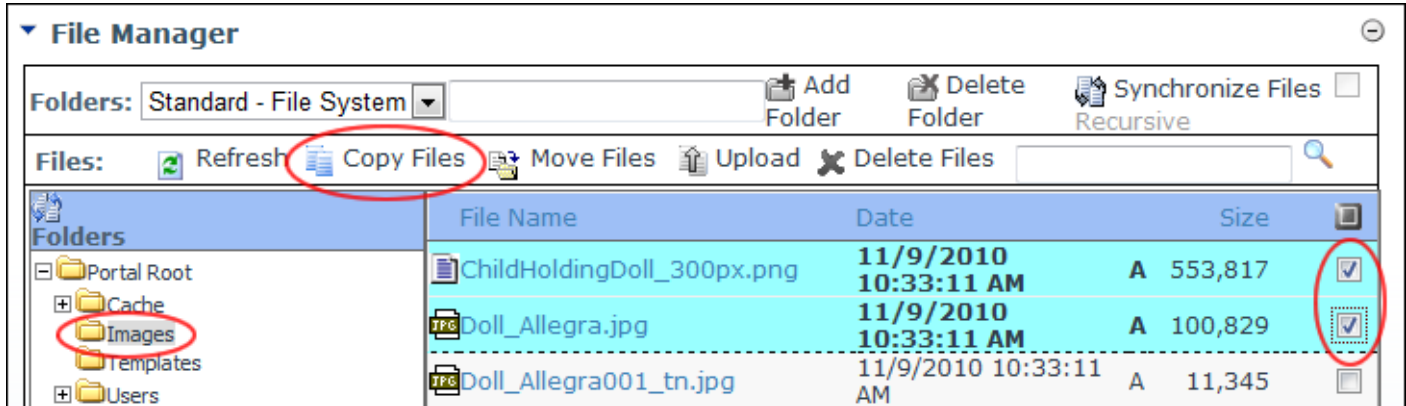 File Manager
Folders: Standard - File System Add Folder Delete Folder Synchronize Files Recursive
Files: Refresh Copy Files Move Files Upload Delete Files
Folders
File Name Date Size
Portal Root
Cache
Images
Templates
Users
ChildHoldingDoll_300px.png 11/9/2010 10:33:11 AM A 553,817
Doll_Allegra.jpg 11/9/2010 10:33:11 AM A 100,829
Doll_Allegra001_tn.jpg 11/9/2010 10:33:11 AM A 11,345